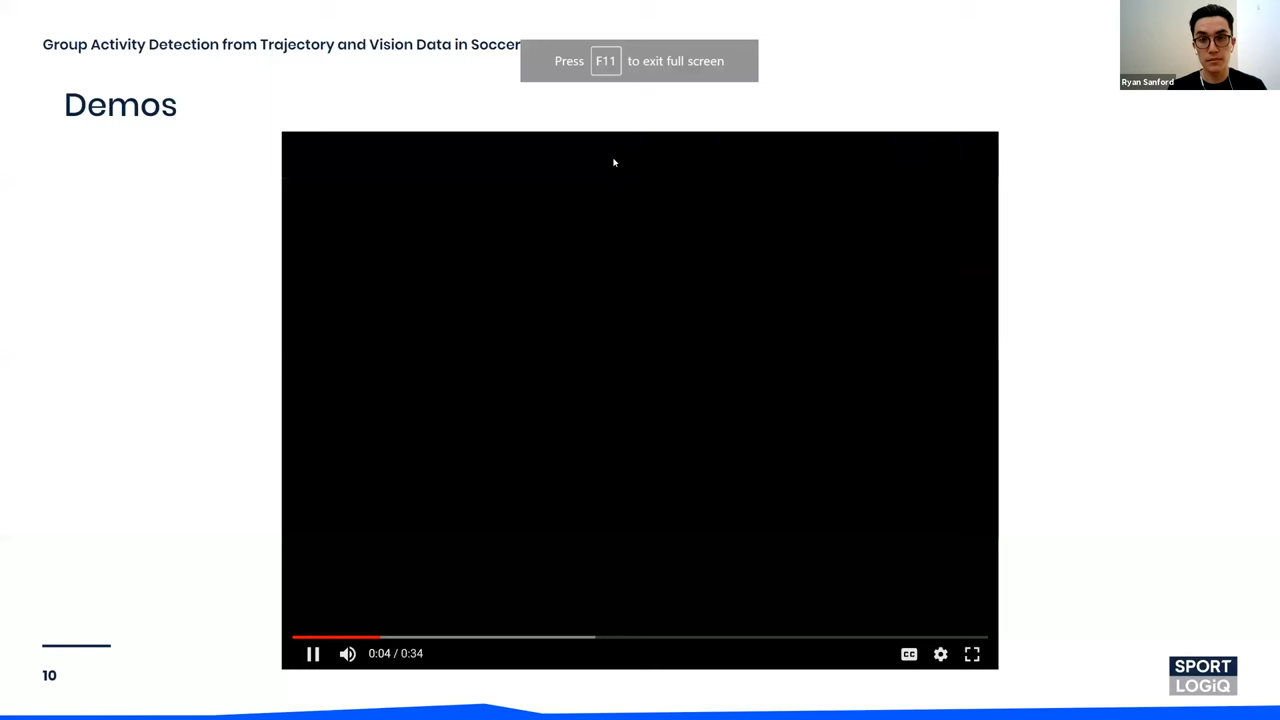 Group Activity Detection from Trajectory and Vision Data in Soccer
Press F11 to exit full screen
Ryan Sanford
Demos
0:04 / 0:34
CC
10
SPORT
LOGiQ